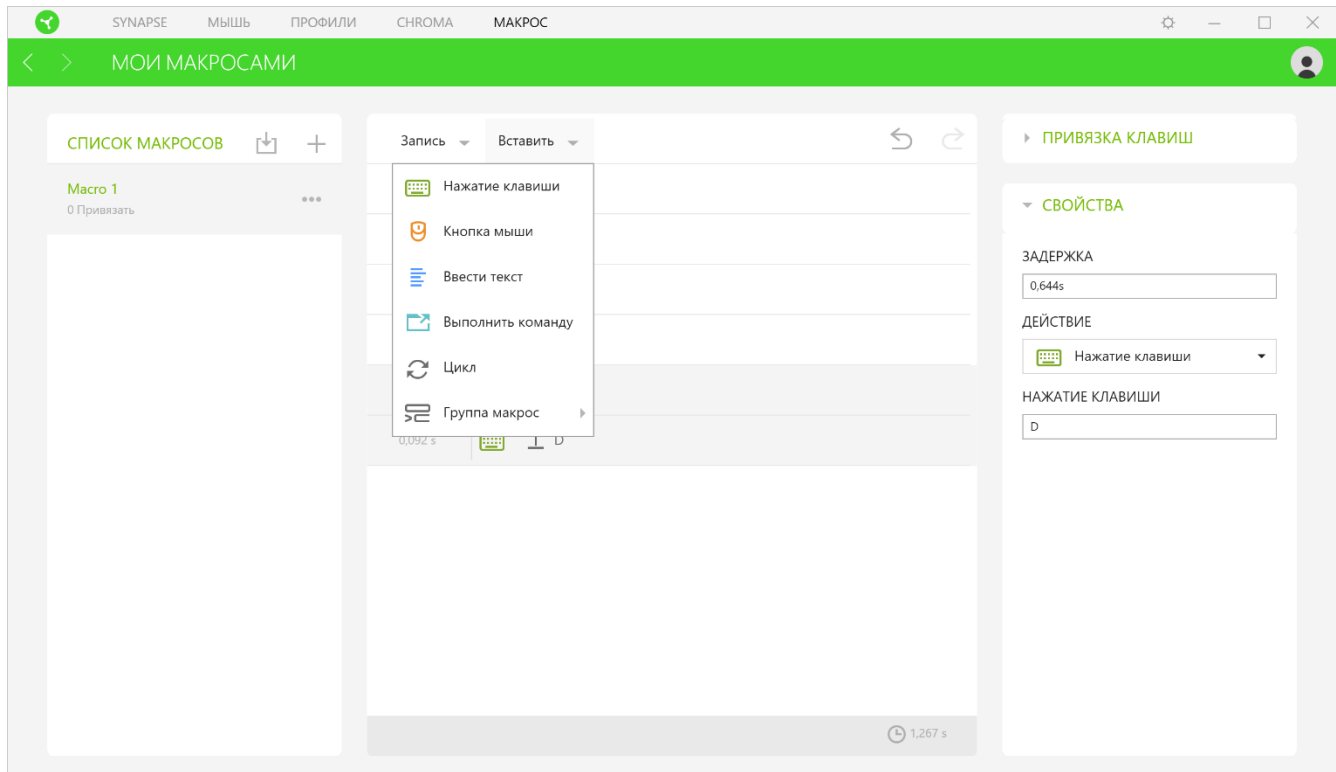 SYNAPSE МЫШЬ ПРОФИЛИ CHROMA МАКРОС
МОИ МАКРОСАМИ
СПИСОК МАКРОСОВ
Macro 1
0 Привязать
Запись Вставить
Нажатие клавиши
Кнопка мыши
Ввести текст
Выполнить команду
Цикл
Группа макрос
0,092 s D
1,267 s
ПРИВЯЗКА КЛАВИШ
СВОЙСТВА
ЗАДЕРЖКА
0,644s
ДЕЙСТВИЕ
Нажатие клавиши
НАЖАТИЕ КЛАВИШИ
D